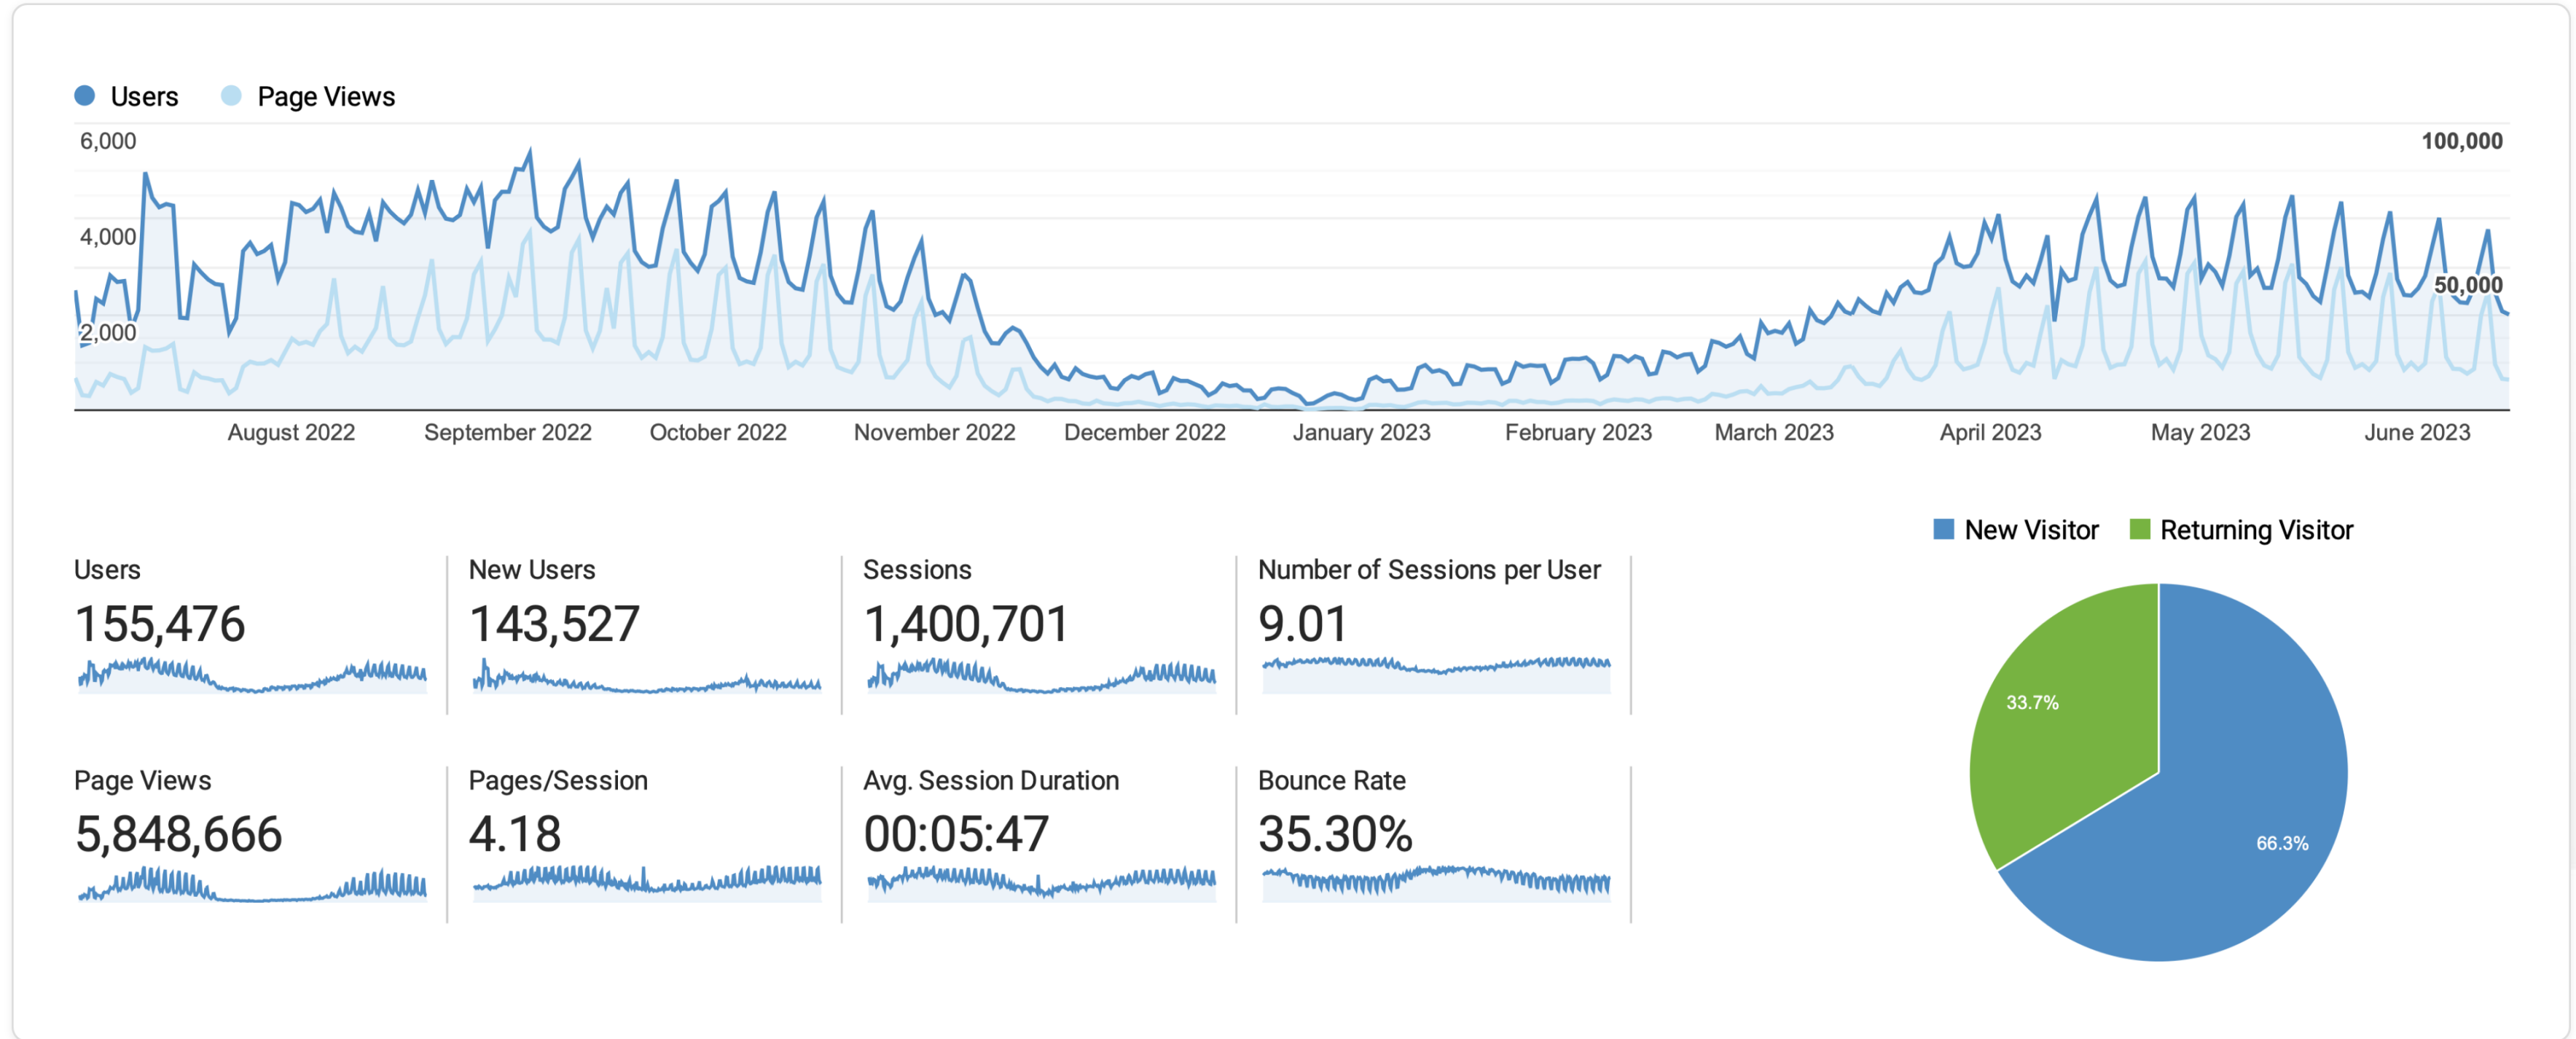 Users Page Views
6,000 100,000
4,000
50,000
2,000
August 2022 September 2022 October 2022 November 2022 December 2022 January 2023 February 2023 March 2023 April 2023 May 2023 June 2023
New Visitor Returning Visitor
Users New Users Sessions Number of Sessions per User
155,476 143,527 1,400,701 9.01
33.7%
Page Views Pages/Session Avg. Session Duration Bounce Rate
5,848,666 4.18 00:05:47 35.30%
66.3%